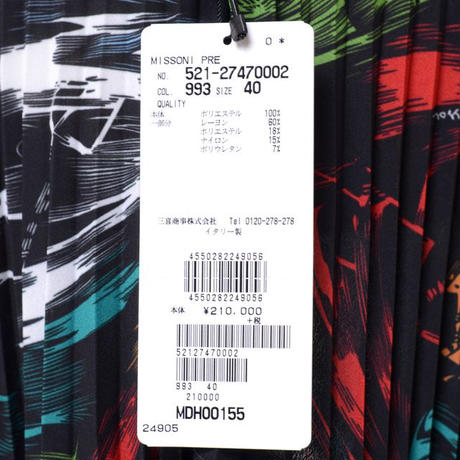 O *
MISSONI PRE
NO. 521-27470002
COL. 993 SIZE 40
QUALITY
本体 ポリエステル 100%
一部分 レーヨン 60%
ポリエステル 18%
ナイロン 15%
ポリウレタン 7%
三喜商事株式会社 Tel 0120-278-278
イタリー製
4550282249056
4550282249056
本体 ¥210.000
+税
52127470002
993 40
210000
MDH00155
24905